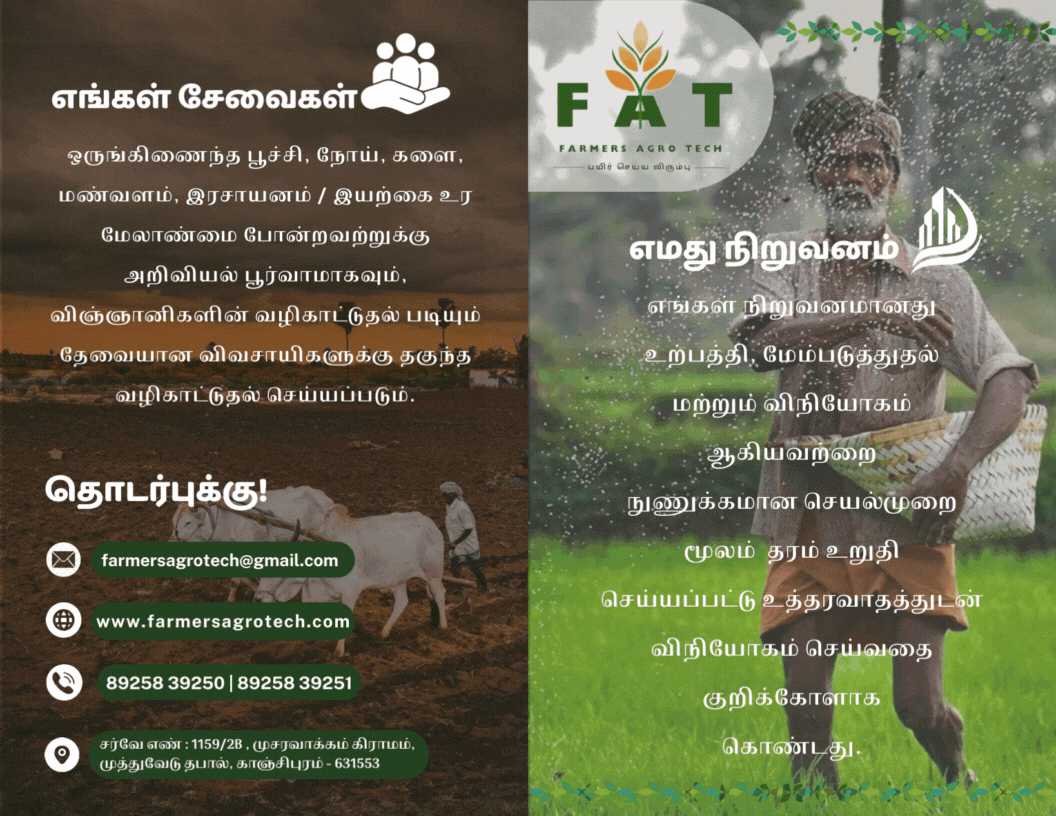 எங்கள் சேவைகள்
ஒருங்கிணைந்த பூச்சி, நோய், களை,
மண்வளம், இரசாயனம் / இயற்கை உர
மேலாண்மை போன்றவற்றுக்கு
அறிவியல் பூர்வாமாகவும்,
விஞ்ஞானிகளின் வழிகாட்டுதல் படியும்
தேவையான விவசாயிகளுக்கு தகுந்த
வழிகாட்டுதல் செய்யப்படும்.
தொடர்புக்கு!
farmersagrotech@gmail.com
www.farmersagrotech.com
89258 39250 | 89258 39251
சர்வே எண் : 1159/2B , முசரவாக்கம் கிராமம்,
முத்துவேடு தபால், காஞ்சிபுரம் - 631553
FAT
FARMERS AGRO TECH
பயிர் செய்ய விரும்பு
எமது நிறுவனம்
எங்கள் நிறுவனமானது
உற்பத்தி, மேம்படுத்துதல்
மற்றும் விநியோகம்
ஆகியவற்றை
நுணுக்கமான செயல்முறை
மூலம் தரம் உறுதி
செய்யப்பட்டு உத்தரவாதத்துடன்
விநியோகம் செய்வதை
குறிக்கோளாக
கொண்டது.